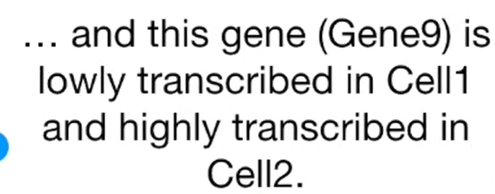 ... and this gene (Gene9) is
lowly transcribed in Cell1
and highly transcribed in
Cell2.